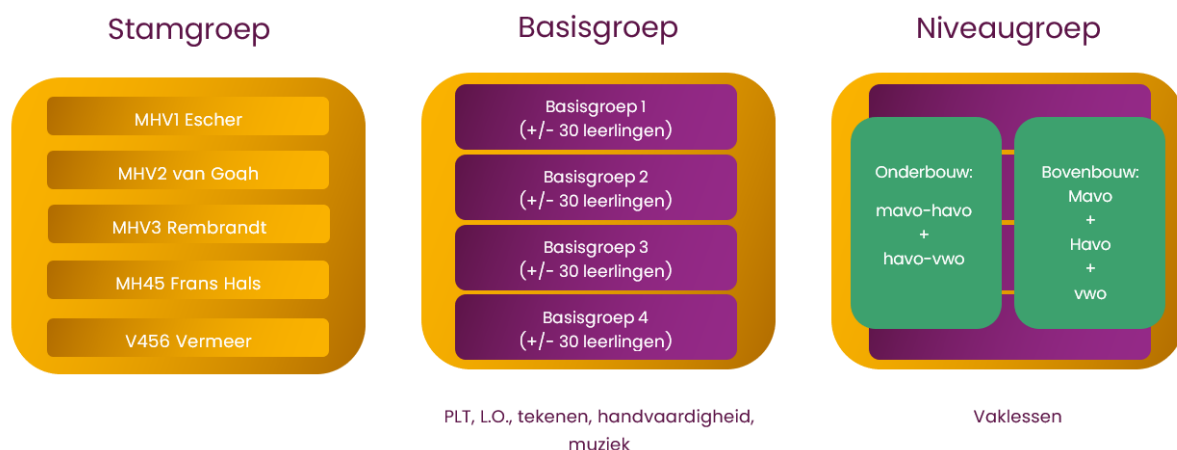 Stamgroep
MHV1 Escher
MHV2 van Gogh
MHV3 Rembrandt
MH45 Frans Hals
V456 Vermeer
Basisgroep
Basisgroep 1
(+/- 30 leerlingen)
Basisgroep 2
(+/- 30 leerlingen)
Basisgroep 3
(+/- 30 leerlingen)
Basisgroep 4
(+/- 30 leerlingen)
PLT, L.O., tekenen, handvaardigheid,
muziek
Niveaugroep
Onderbouw:
mavo-havo
+
havo-vwo
Bovenbouw:
Mavo
+
Havo
+
vwo
Vaklessen